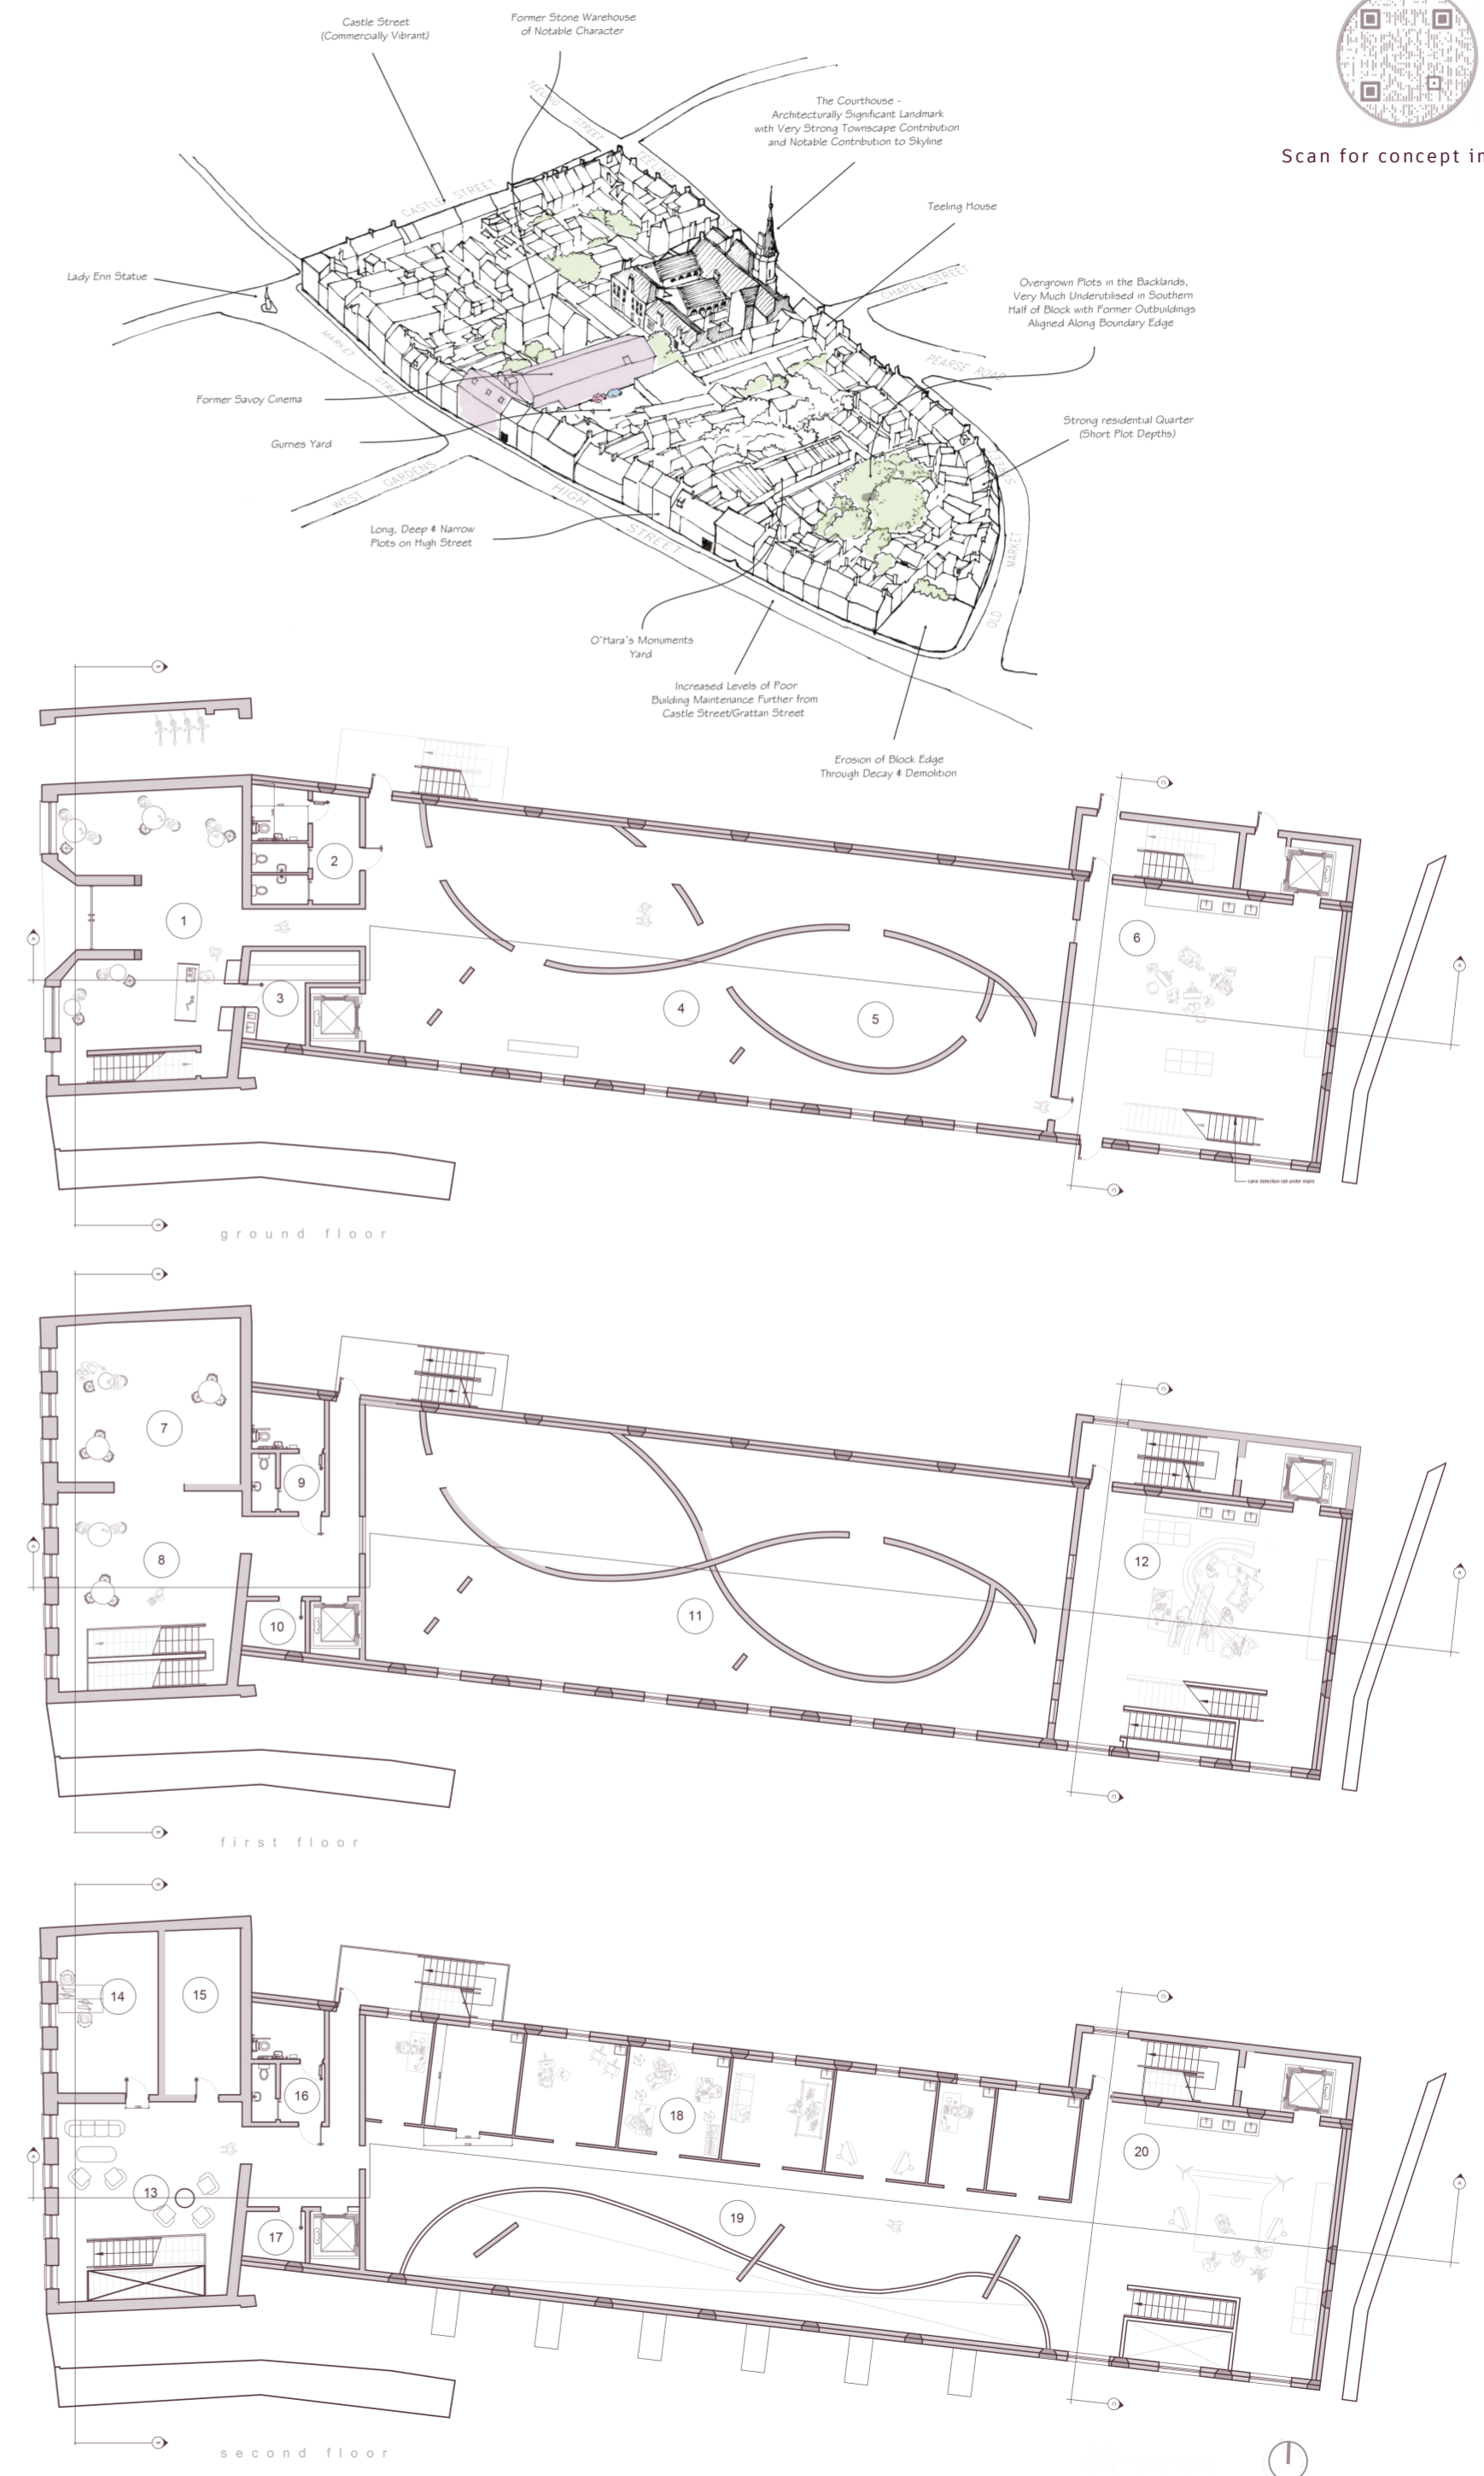 Castle Street
(Commercially Vibrant)
Former Stone Warehouse
of Notable Character
Scan for concept
TEELING
STREET
The Courthouse -
Architecturally Significant Landmark
with Very Strong Townscape Contribution
and Notable Contribution to Skyline
TEELING
CASTLE STREET
Teeling House
Lady Erin Statue
CHAPEL STREET
Overgrown Plots in the Backlands,
Very Much Underutilised in Southern
Half of Block with Former Outbuildings
Aligned Along Boundary Edge
MARKET
STREET
PEARSE ROAD
Former Savoy Cinema
Strong residential Quarter
(Short Plot Depths)
Gurnes Yard
WEST GARDENS
HIGH
STREET
Long, Deep & Narrow
Plots on High Street
OLD
MARKET
O'Hara's Monuments
Yard
Increased Levels of Poor
Building Maintenance Further from
Castle Street/Grattan Street
Erosion of Block Edge
Through Decay & Demolition
1
2
3
4
5
6
cane detection rail under stairs
ground floor
7
8
9
10
11
12
first floor
13
14
15
16
17
18
19
20
second floor